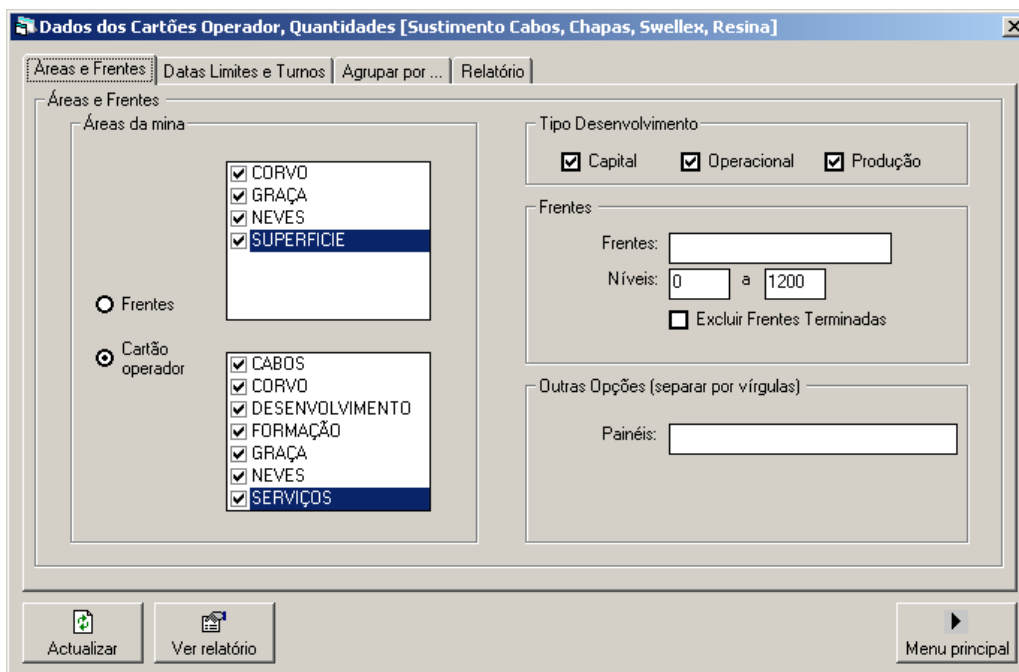 Dados dos Cartões Operador, Quantidades [Sustimento Cabos, Chapas, Swellex, Resina]
Áreas e Frentes Datas Limites e Turnos Agrupar por ... Relatório
Áreas e Frentes
Áreas da mina
CORVO
GRAÇA
NEVES
SUPERFICIE
Frentes
Cartão
operador
CABOS
CORVO
DESENVOLVIMENTO
FORMAÇÃO
GRAÇA
NEVES
SERVIÇOS
Tipo Desenvolvimento
Capital Operacional Produção
Frentes
Frentes:
Níveis: 0 a 1200
Excluir Frentes Terminadas
Outras Opções (separar por vírgulas)
Painéis:
Actualizar Ver relatório Menu principal